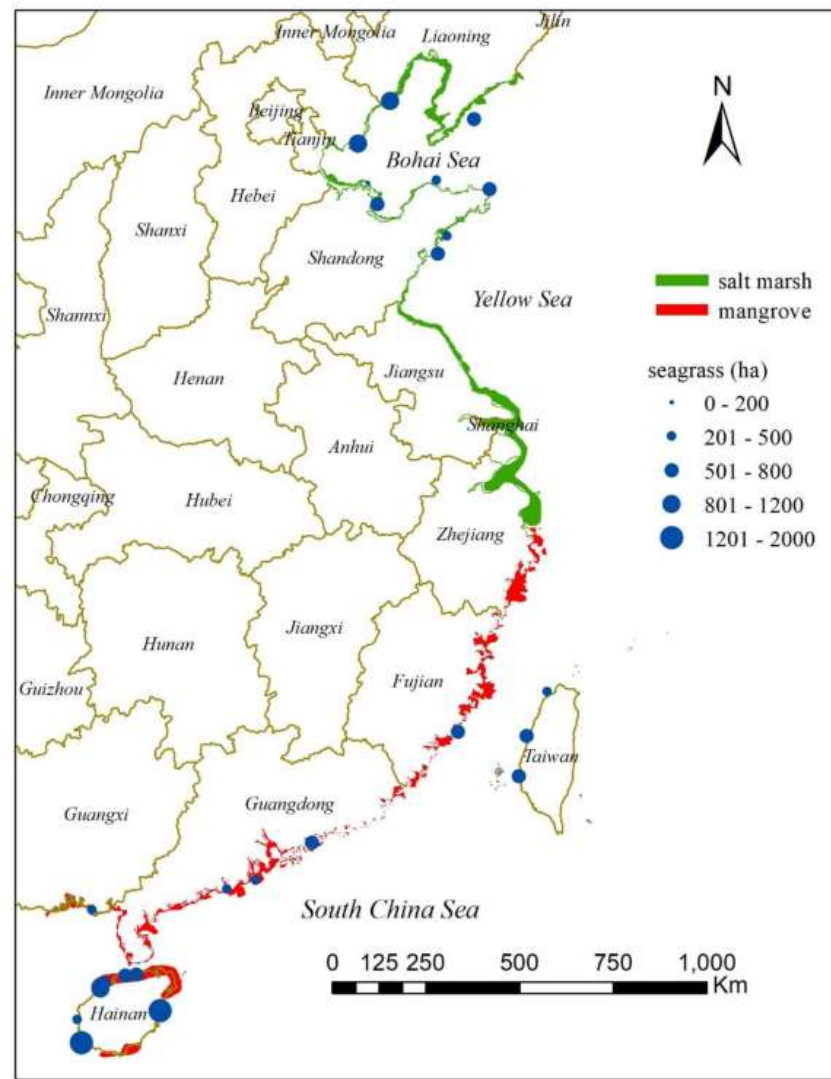 Inner Mongolia
Liaoning
Jilin
Inner Mongolia
Beijing
Tianjin
Bohai Sea
Hebei
Shanxi
Shandong
Yellow Sea
Shannxi
Henan
Jiangsu
Shanghai
Anhui
Chongqing
Hubei
Zhejiang
Hunan
Jiangxi
Guizhou
Fujian
Taiwan
Guangxi
Guangdong
South China Sea
Hainan
N
salt marsh
mangrove
seagrass (ha)
0 - 200
201 - 500
501 - 800
801 - 1200
1201 - 2000
0 125 250 500 750 1,000
Km